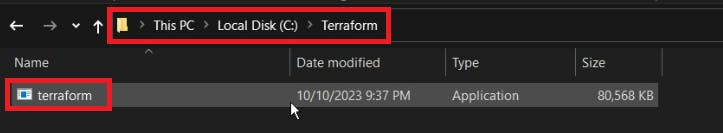 This PC > Local Disk (C:) > Terraform
Name Date modified Type Size
terraform 10/10/2023 9:37 PM Application 80,568 KB